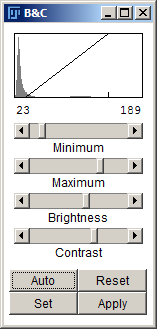 B&C
23 189
Minimum
Maximum
Brightness
Contrast
Auto Reset
Set Apply